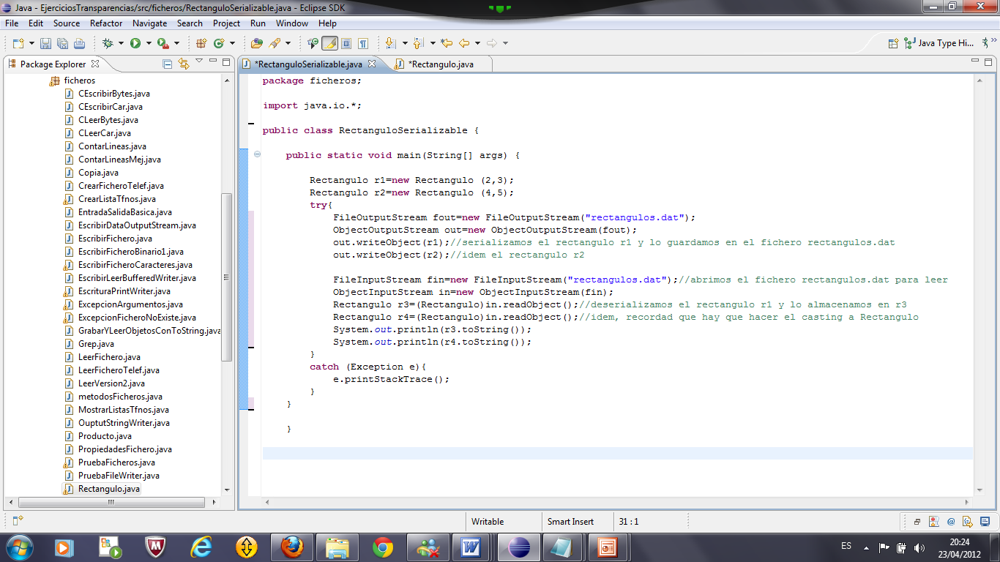 Java - EjerciciosTransparencias/src/ficheros/RectanguloSerializable.java - Eclipse SDK
File Edit Source Refactor Navigate Search Project Run Window Help
Java Type Hi...
Package Explorer
*RectanguloSerializable.java
*Rectangulo.java
ficheros
CEscribirBytes.java
CEscribirCar.java
CLeerBytes.java
CLeerCar.java
ContarLineas.java
ContarLineasMej.java
Copia.java
CrearFicheroTelef.java
CrearListaTfnos.java
EntradaSalidaBasica.java
EscribirDataOutputStream.java
EscribirFichero.java
EscribirFicheroBinario1.java
EscribirFicheroCaracteres.java
EscribirLeerBufferedWriter.java
EscrituraPrintWriter.java
ExcepcionArgumentos.java
ExcepcionFicheroNoExiste.java
GrabarYLeerObjetosConToString.java
Grep.java
LeerFichero.java
LeerFicheroTelef.java
LeerVersion2.java
metodosFicheros.java
MostrarListasTfnos.java
OuptutStringWriter.java
Producto.java
PropiedadesFichero.java
PruebaFicheros.java
PruebaFileWriter.java
Rectangulo.java
package ficheros;
import java.io.*;
public class RectanguloSerializable {
public static void main(String[] args) {
Rectangulo r1=new Rectangulo (2,3);
Rectangulo r2=new Rectangulo (4,5);
try{
FileOutputStream fout=new FileOutputStream("rectangulos.dat");
ObjectOutputStream out=new ObjectOutputStream(fout);
out.writeObject(r1);//serializamos el rectangulo r1 y lo guardamos en el fichero rectangulos.dat
out.writeObject(r2);//idem el rectangulo r2
FileInputStream fin=new FileInputStream("rectangulos.dat");//abrimos el fichero rectangulos.dat para leer
ObjectInputStream in=new ObjectInputStream(fin);
Rectangulo r3=(Rectangulo)in.readObject();//deserializamos el rectangulo r1 y lo almacenamos en r3
Rectangulo r4=(Rectangulo)in.readObject();//idem, recordad que hay que hacer el casting a Rectangulo
System.out.println(r3.toString());
System.out.println(r4.toString());
}
catch (Exception e){
e.printStackTrace();
}
}
}
Writable
Smart Insert
31 : 1
ES
20:24
23/04/2012